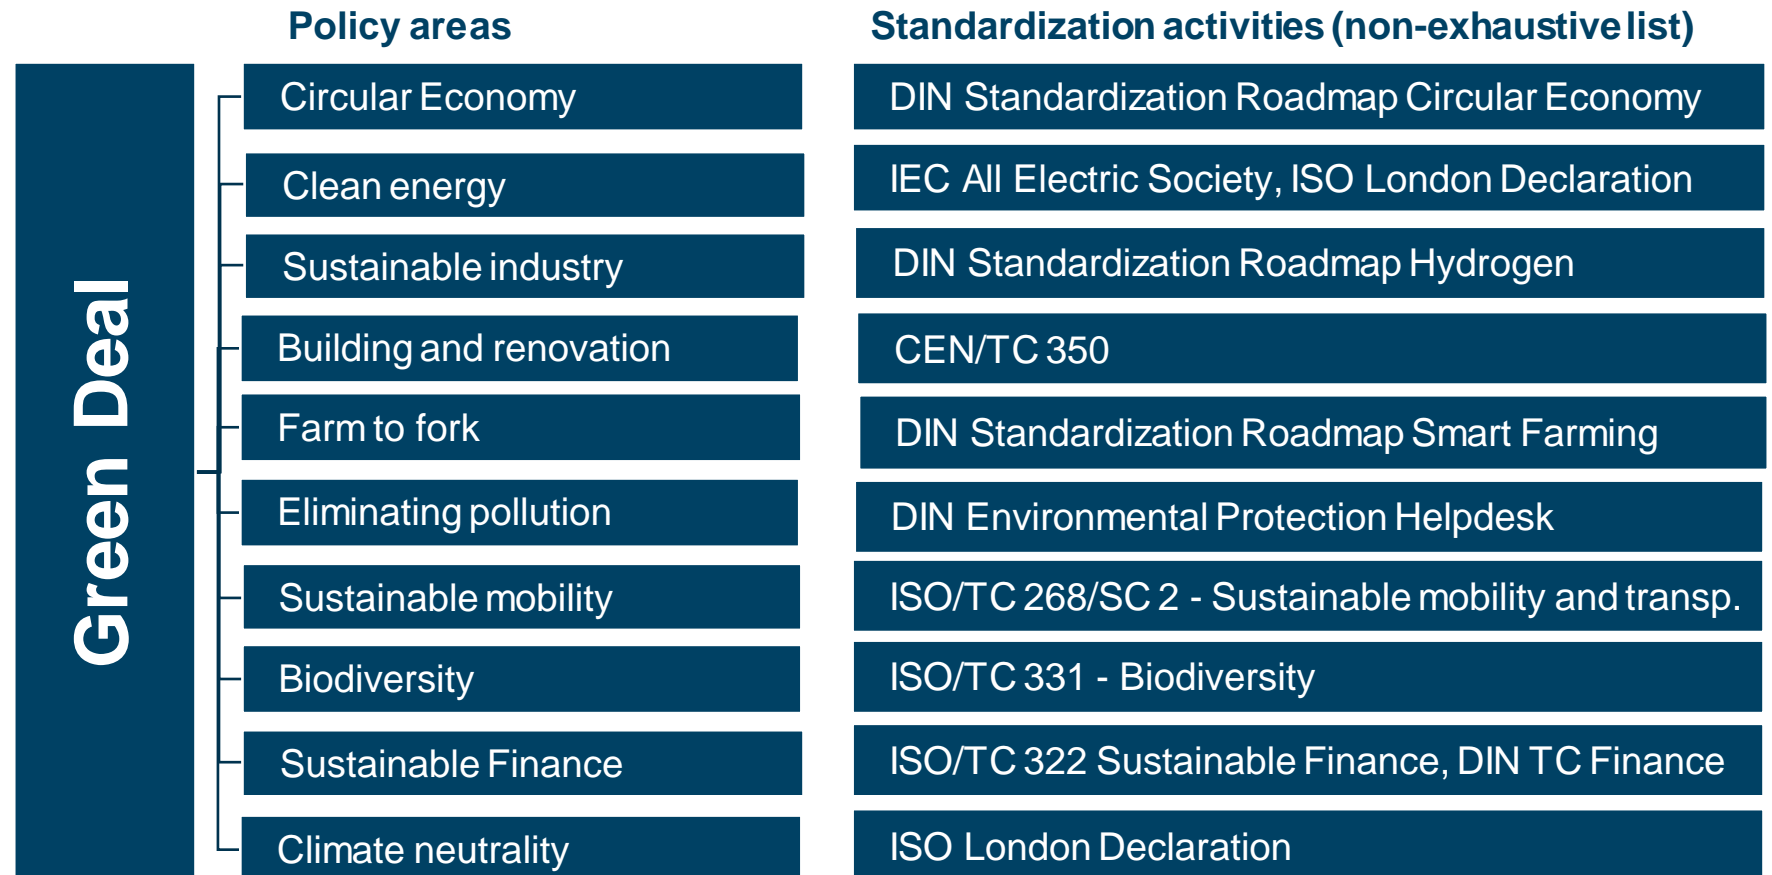 Policy areas
Standardization activities (non-exhaustive list)
Green Deal
Circular Economy
DIN Standardization Roadmap Circular Economy
Clean energy
IEC All Electric Society, ISO London Declaration
Sustainable industry
DIN Standardization Roadmap Hydrogen
Building and renovation
CEN/TC 350
Farm to fork
DIN Standardization Roadmap Smart Farming
Eliminating pollution
DIN Environmental Protection Helpdesk
Sustainable mobility
ISO/TC 268/SC 2 - Sustainable mobility and transp.
Biodiversity
ISO/TC 331 - Biodiversity
Sustainable Finance
ISO/TC 322 Sustainable Finance, DIN TC Finance
Climate neutrality
ISO London Declaration